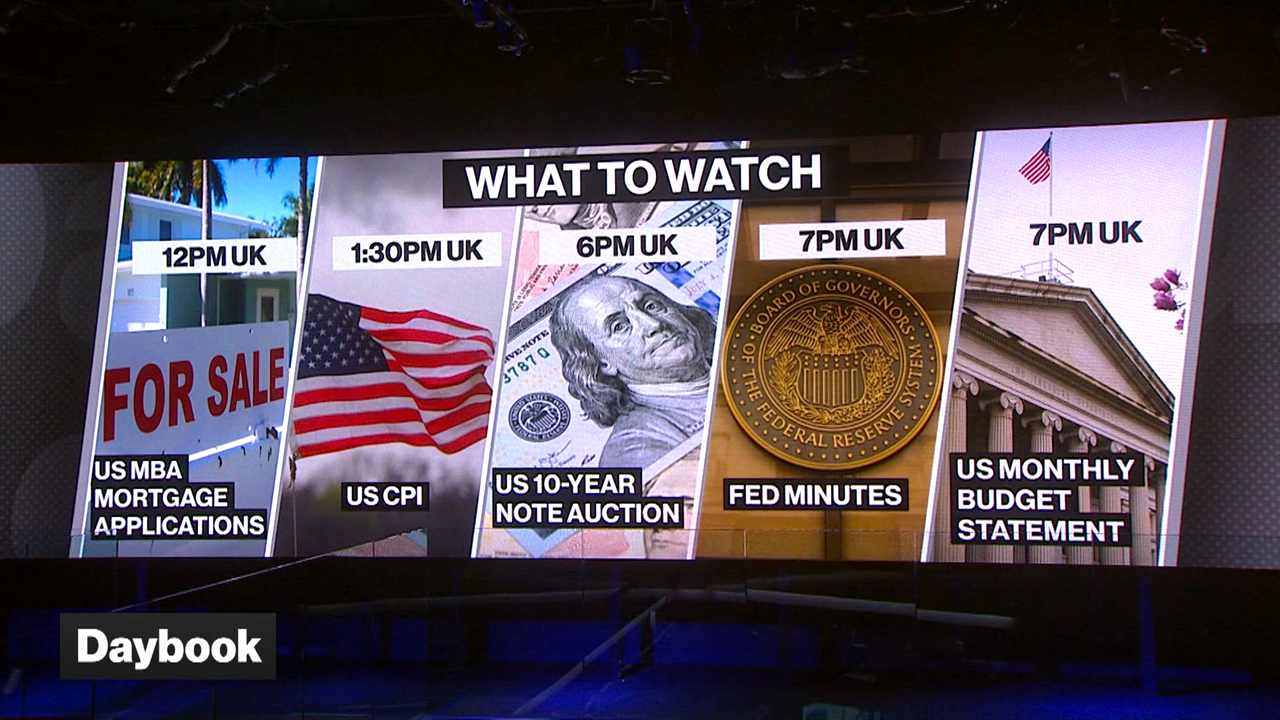 WHAT TO WATCH
12PM UK
FOR SALE
US MBA
MORTGAGE
APPLICATIONS
1:30PM UK
US CPI
6PM UK
3787 Q
US 10-YEAR
NOTE AUCTION
7PM UK
BOARD OF GOVERNORS
OF THE FEDERAL RESERVE SYSTEM
FED MINUTES
7PM UK
US MONTHLY
BUDGET
STATEMENT
Daybook